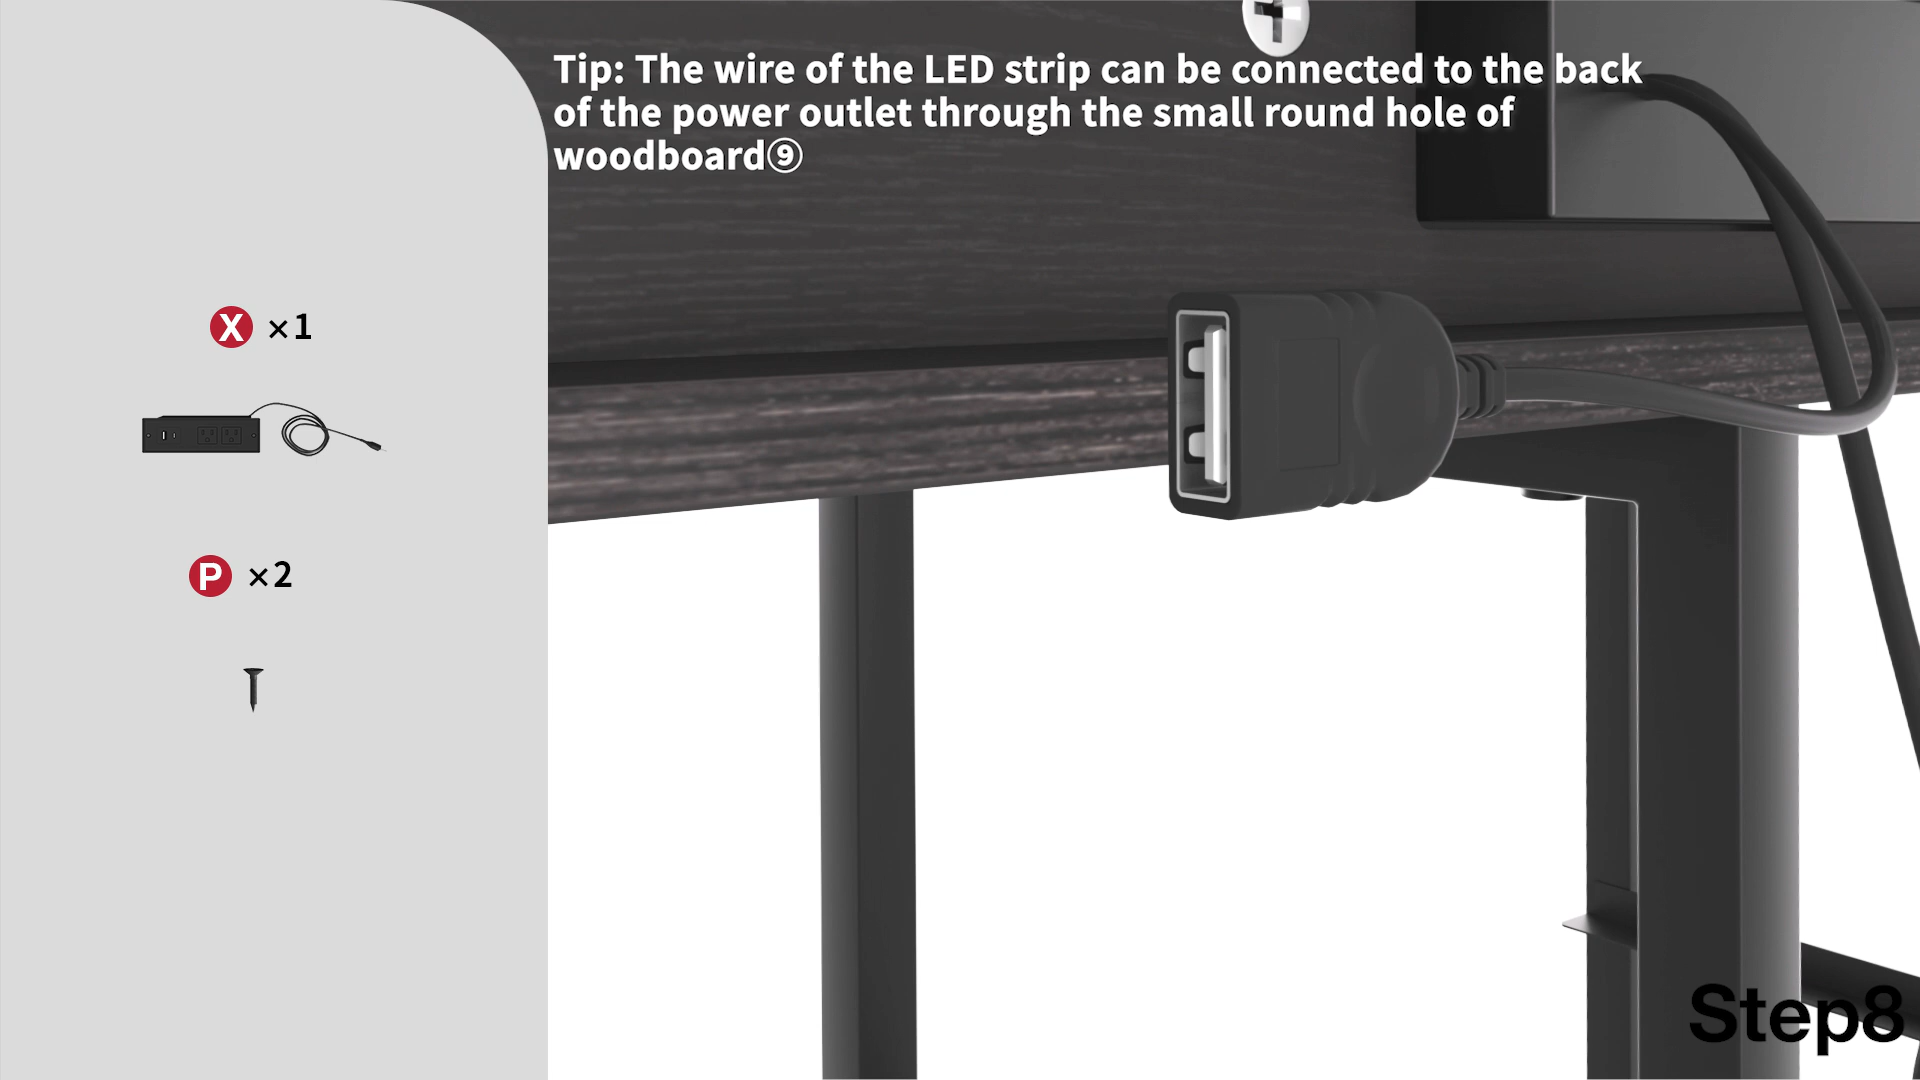 Tip: The wire of the LED strip can be connected to the back
of the power outlet through the small round hole of
woodboard⑨
X ×1
P ×2
Step8